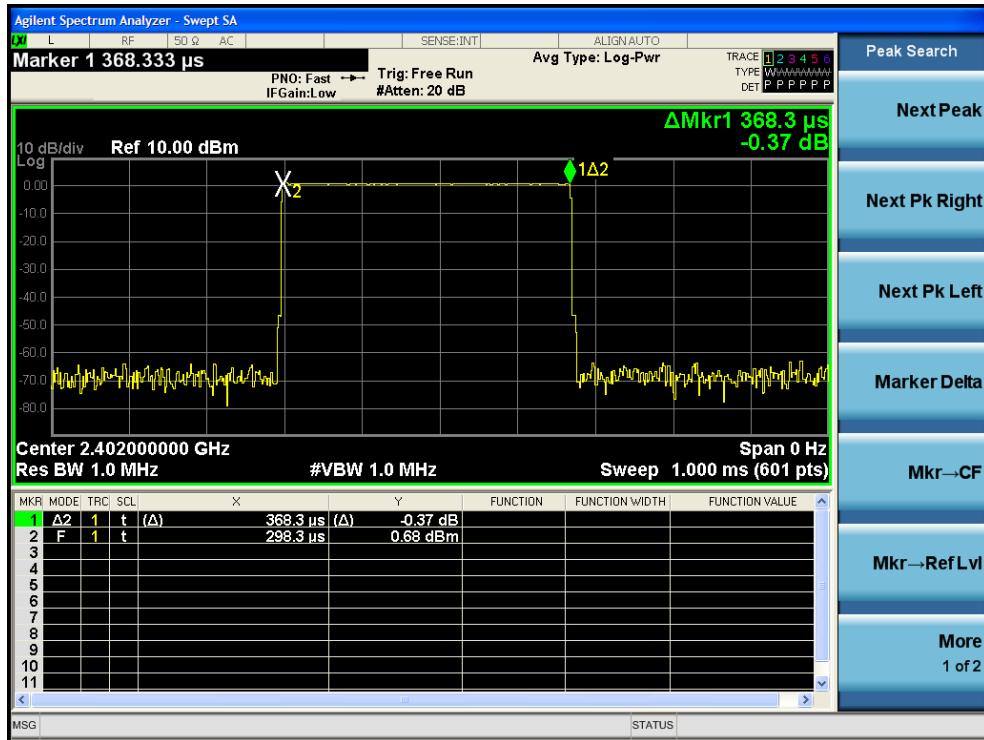 Agilent Spectrum Analyzer - Swept SA
LXI L RF 50 Ω AC SENSE:INT ALIGN AUTO
Marker 1 368.333 µs
PNO: Fast
IFGain:Low
Trig: Free Run
#Atten: 20 dB
Avg Type: Log-Pwr
TRACE 1 2 3 4 5 6
TYPE WWWWWW
DET P P P P P P
ΔMkr1 368.3 µs
-0.37 dB
10 dB/div Ref 10.00 dBm
Log
0.00
-10.0
-20.0
-30.0
-40.0
-50.0
-60.0
-70.0
-80.0
X2
1Δ2
Center 2.402000000 GHz Span 0 Hz
Res BW 1.0 MHz #VBW 1.0 MHz Sweep 1.000 ms (601 pts)
MKR MODE TRC SCL X Y FUNCTION FUNCTION WIDTH FUNCTION VALUE
1 Δ2 1 t (Δ) 368.3 µs (Δ) -0.37 dB
2 F 1 t 298.3 µs 0.68 dBm
3
4
5
6
7
8
9
10
11
MSG STATUS
Peak Search
Next Peak
Next Pk Right
Next Pk Left
Marker Delta
Mkr→CF
Mkr→Ref Lvl
More
1 of 2